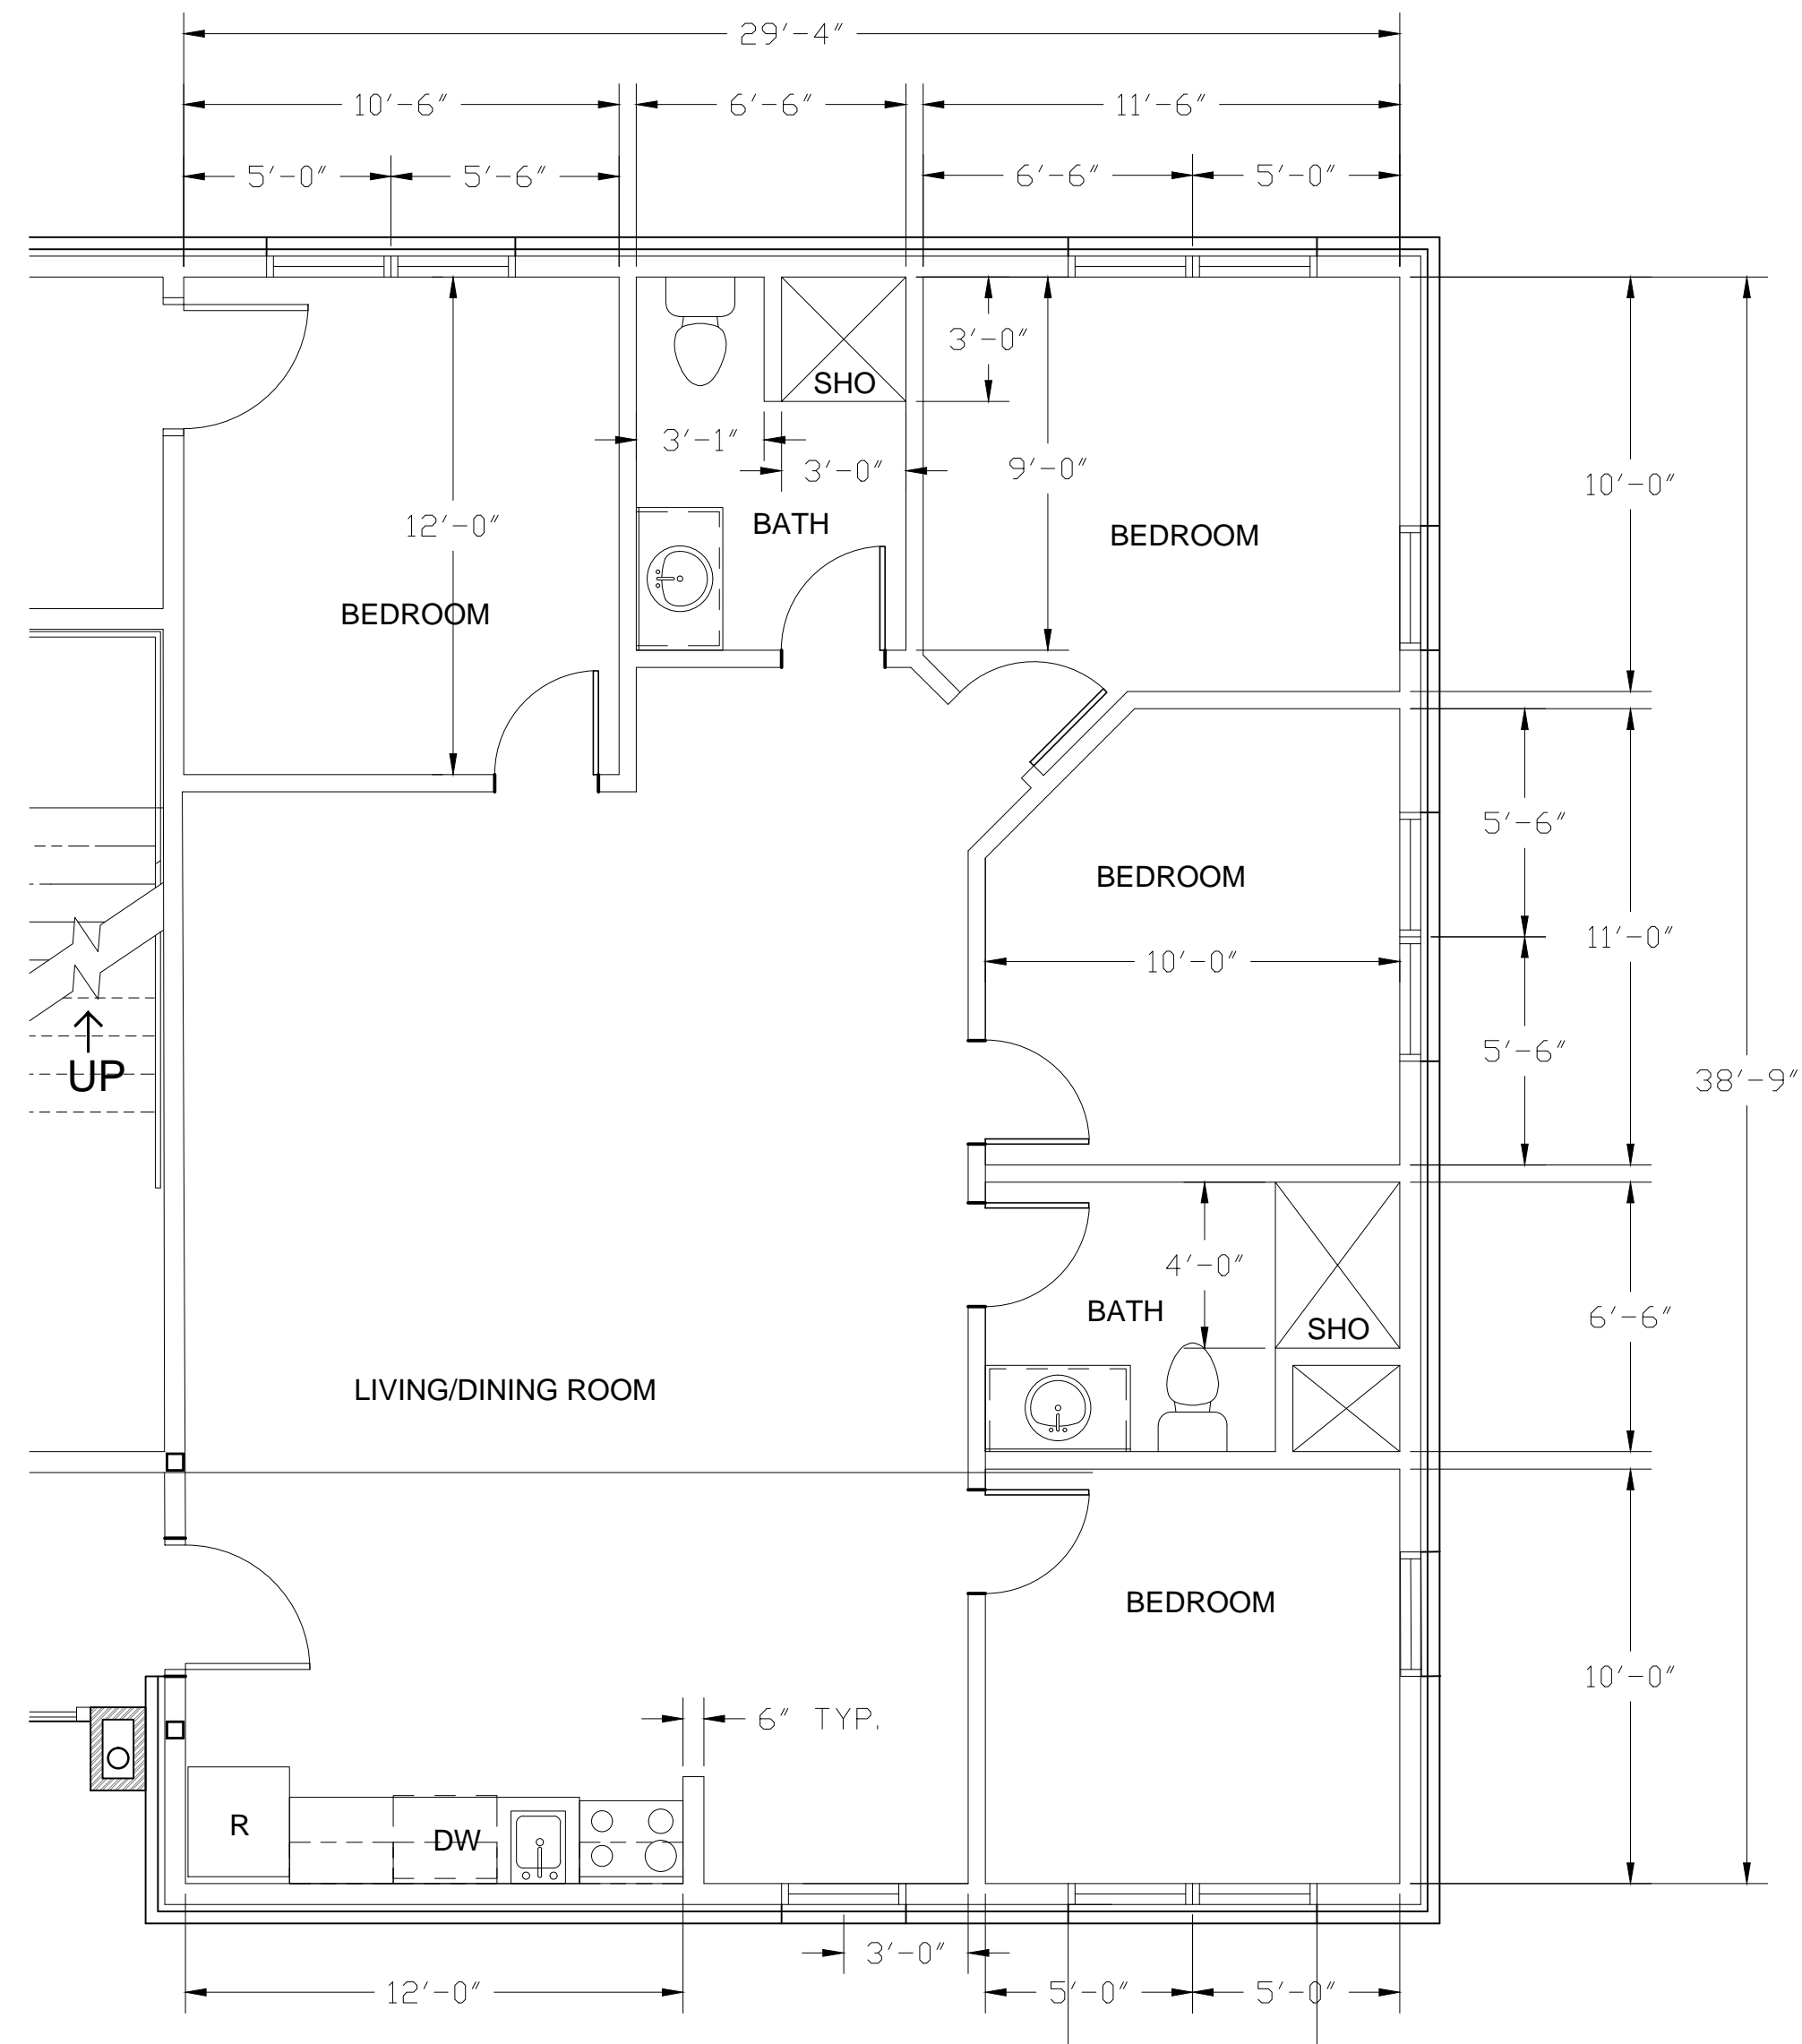 29'-4"
10'-6" 6'-6" 11'-6"
5'-0" 5'-6" 6'-6" 5'-0"
3'-0"
SHO
3'-1"
3'-0" 9'-0" 10'-0"
12'-0" BATH BEDROOM
BEDROOM
5'-6"
BEDROOM
11'-0"
10'-0"
5'-6"
UP 38'-9"
4'-0"
BATH SHO 6'-6"
LIVING/DINING ROOM
BEDROOM
10'-0"
6" TYP.
R DW
3'-0"
12'-0" 5'-0" 5'-0"